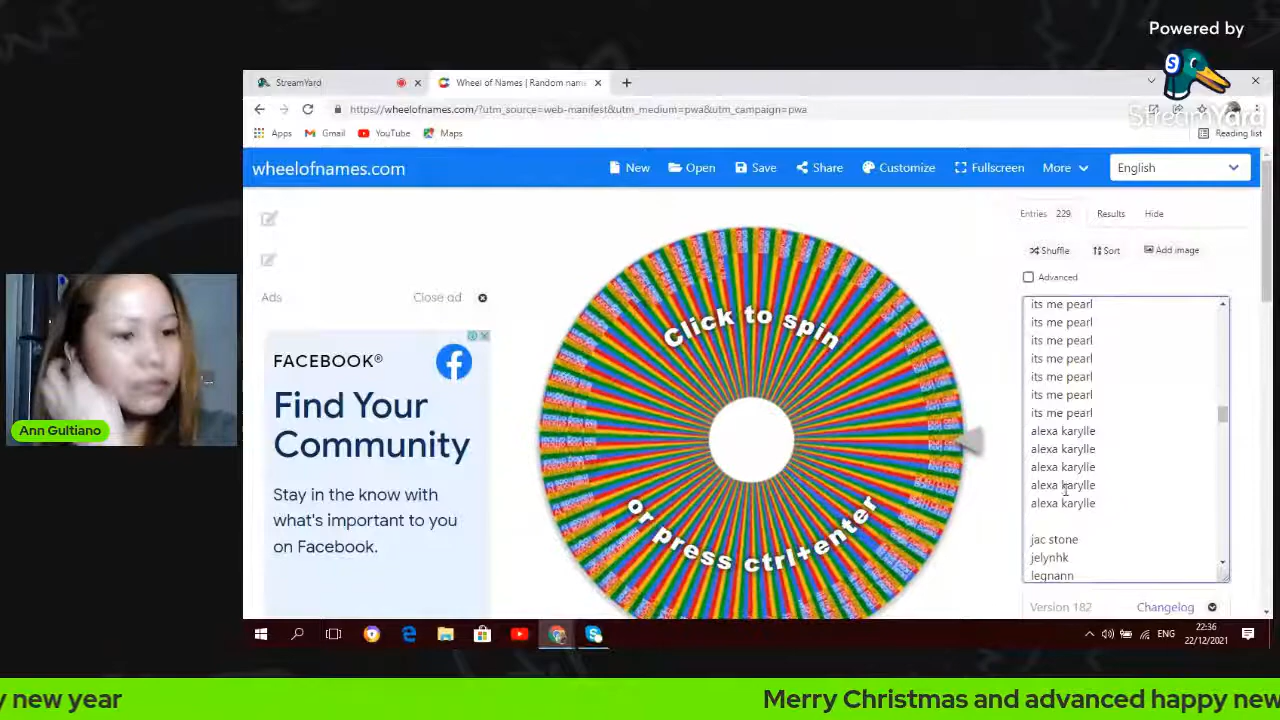 Powered by
StreamYard
StreamYard
Wheel of Names | Random name
https://wheelofnames.com/?utm_source=web-manifest&utm_medium=pwa&utm_campaign=pwa
Apps
Gmail
YouTube
Maps
Reading list
wheelofnames.com
New
Open
Save
Share
Customize
Fullscreen
More
English
Entries 229
Results
Hide
Shuffle
Sort
Add image
Advanced
Ads
Close ad
FACEBOOK®
Find Your
Community
Stay in the know with
what's important to you
on Facebook.
Click to spin
or press ctrl+enter
its me pearl
its me pearl
its me pearl
its me pearl
its me pearl
its me pearl
its me pearl
alexa karylle
alexa karylle
alexa karylle
alexa karylle
alexa karylle
jac stone
jelynhk
legnann
Version 182
Changelog
Ann Gultiano
ENG
22:36
22/12/2021
y new year
Merry Christmas and advanced happy new